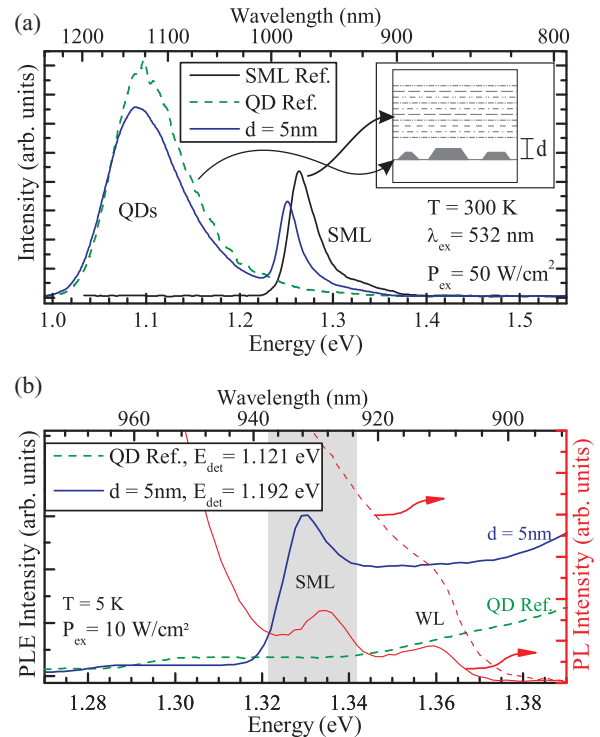 (a)
Wavelength (nm)
1200 1100 1000 900 800
Intensity (arb. units)
SML Ref.
QD Ref.
d = 5nm
d
QDs
SML
T = 300 K
λex = 532 nm
Pex = 50 W/cm²
1.0 1.1 1.2 1.3 1.4 1.5
Energy (eV)
(b)
Wavelength (nm)
960 940 920 900
PLE Intensity (arb. units)
PL Intensity (arb. units)
QD Ref., Edet = 1.121 eV
d = 5nm, Edet = 1.192 eV
d = 5nm
SML
T = 5 K
Pex = 10 W/cm²
WL
QD Ref.
1.28 1.30 1.32 1.34 1.36 1.38
Energy (eV)